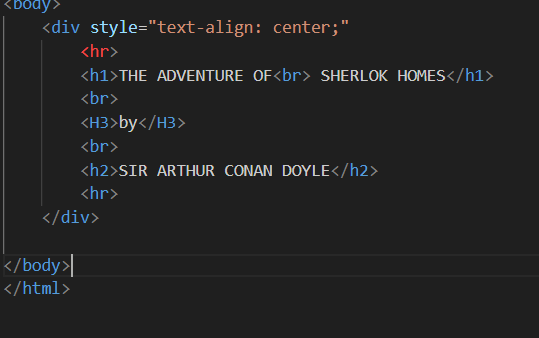 <body>
<div style="text-align: center;"
<hr>
<h1>THE ADVENTURE OF<br> SHERLOK HOMES</h1>
<br>
<H3>by</H3>
<br>
<h2>SIR ARTHUR CONAN DOYLE</h2>
<hr>
</div>
</body>
</html>